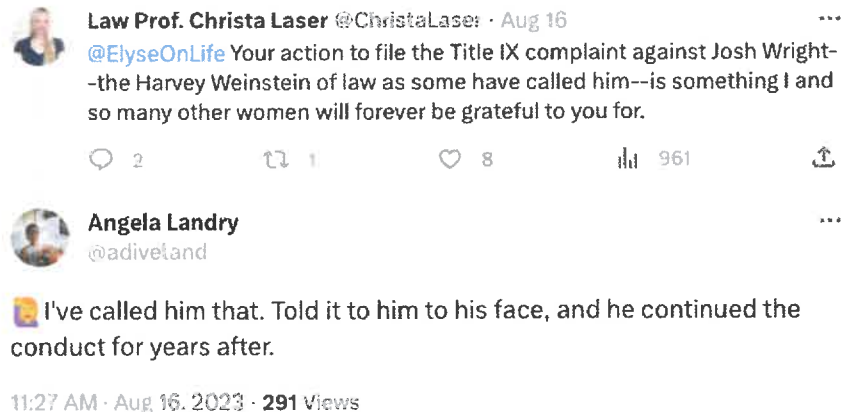 Law Prof. Christa Laser @ChristaLaser · Aug 16
@ElyseOnLife Your action to file the Title IX complaint against Josh Wright-
-the Harvey Weinstein of law as some have called him--is something I and
so many other women will forever be grateful to you for.
2 1 8 961
Angela Landry
@adiveland
I've called him that. Told it to him to his face, and he continued the
conduct for years after.
11:27 AM · Aug 16, 2023 · 291 Views